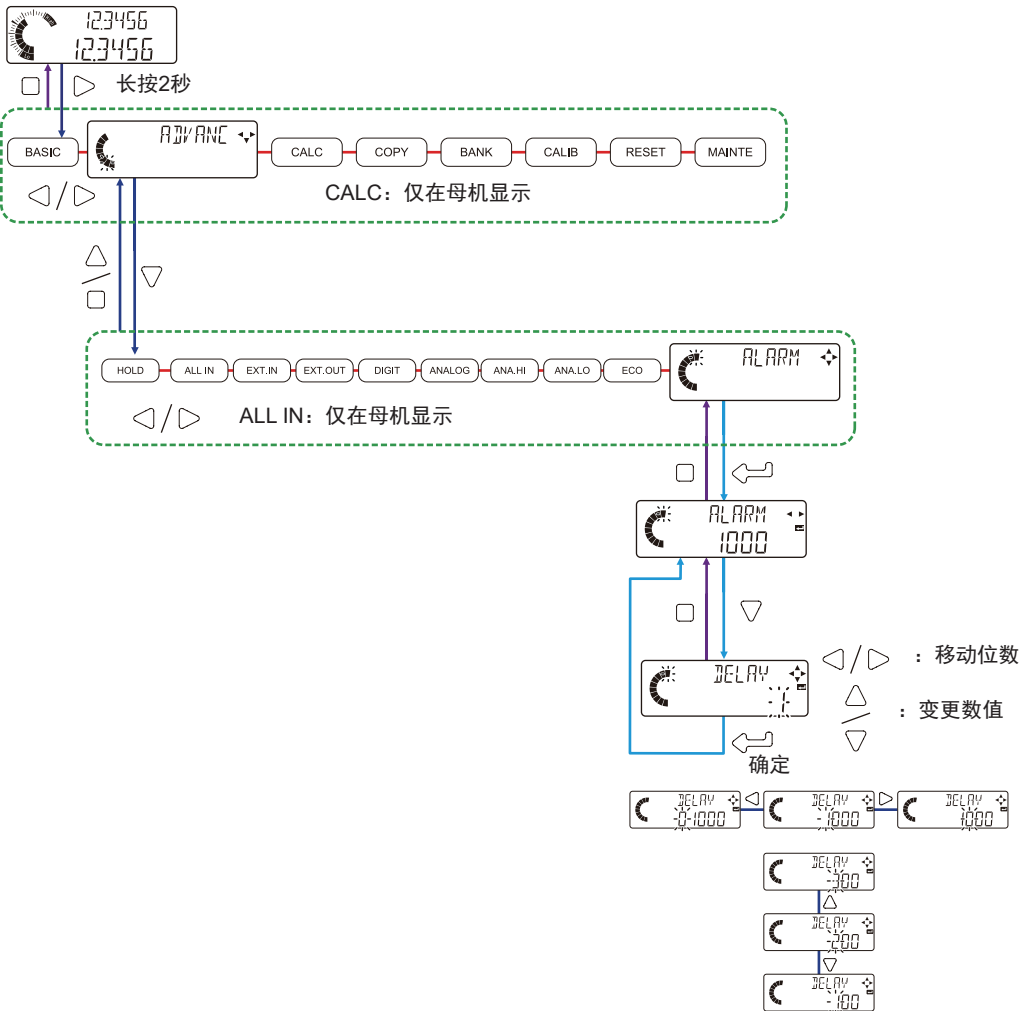 12.3456
12.3456
长按2秒
BASIC
ADVANC
CALC
COPY
BANK
CALIB
RESET
MAINTE
CALC：仅在母机显示
HOLD
ALL IN
EXT.IN
EXT.OUT
DIGIT
ANALOG
ANA.HI
ANA.LO
ECO
ALARM
ALL IN：仅在母机显示
ALARM
1000
DELAY
：移动位数
：变更数值
确定
DELAY
-0-1000
DELAY
-1000
DELAY
1000
DELAY
-300
DELAY
-200
DELAY
-100